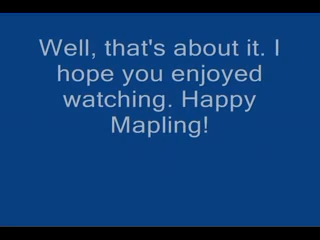 Well, that's about it. I
hope you enjoyed
watching. Happy
Mapling!